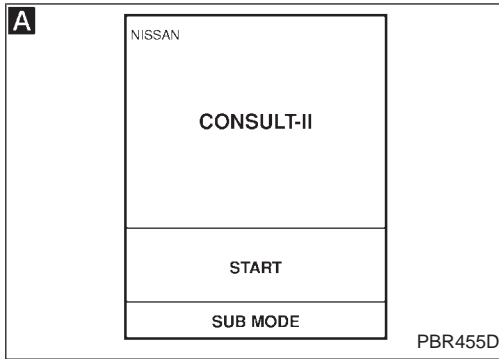 A
NISSAN
CONSULT-II
START
SUB MODE
PBR455D